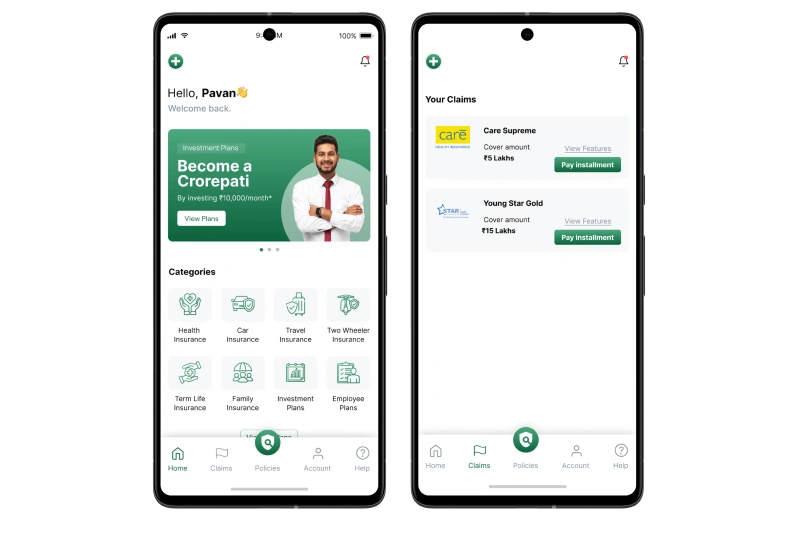 100%
Hello, Pavan👋
Welcome back.
Investment Plans
Become a
Crorepati
By investing ₹10,000/month*
View Plans
Categories
Health
Insurance
Car
Insurance
Travel
Insurance
Two Wheeler
Insurance
Term Life
Insurance
Family
Insurance
Investment
Plans
Employee
Plans
Home
Claims
Policies
Account
Help
Your Claims
care
HEALTH INSURANCE
Care Supreme
Cover amount
₹5 Lakhs
View Features
Pay installment
STAR
Young Star Gold
Cover amount
₹15 Lakhs
View Features
Pay installment
Home
Claims
Policies
Account
Help